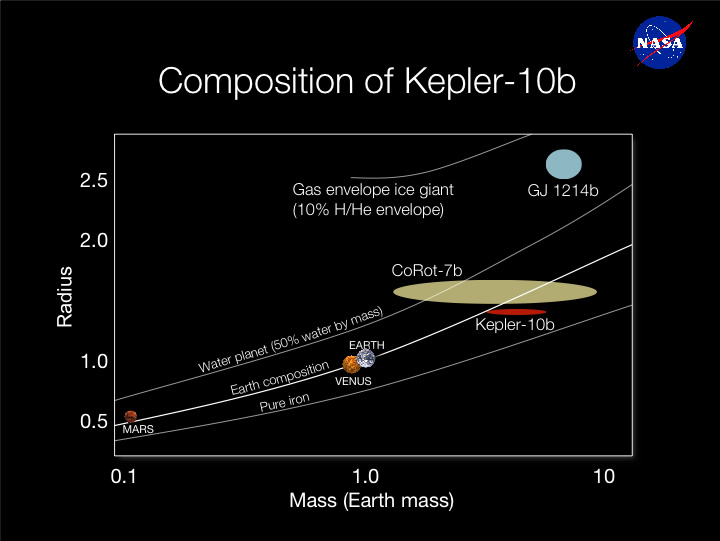 NASA
Composition of Kepler-10b
2.5
Gas envelope ice giant
(10% H/He envelope)
GJ 1214b
2.0
CoRot-7b
Radius
Kepler-10b
Water planet (50% water by mass)
EARTH
1.0
Earth composition
VENUS
Pure iron
0.5
MARS
0.1
1.0
10
Mass (Earth mass)